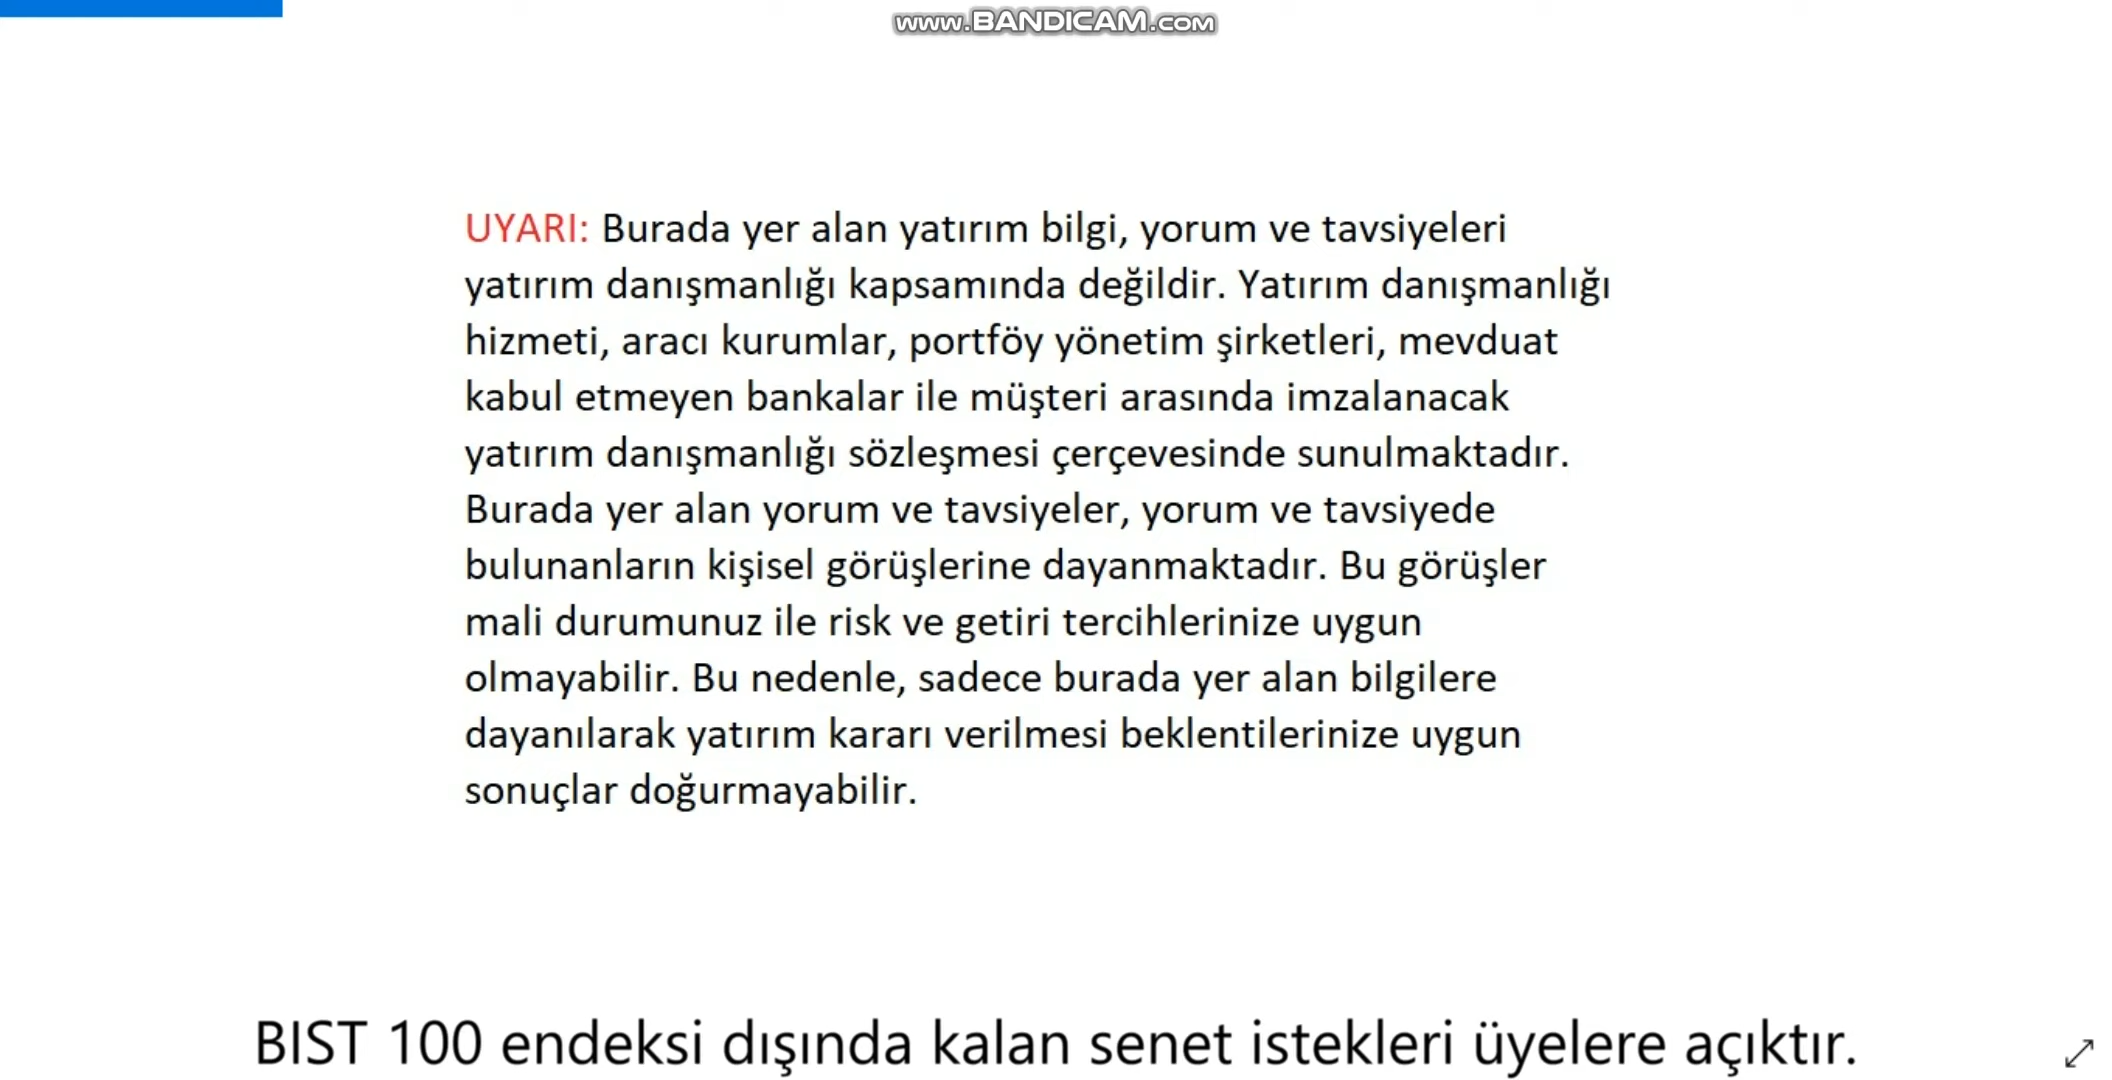 www.BANDICAM.com
UYARI: Burada yer alan yatırım bilgi, yorum ve tavsiyeleri
yatırım danışmanlığı kapsamında değildir. Yatırım danışmanlığı
hizmeti, aracı kurumlar, portföy yönetim şirketleri, mevduat
kabul etmeyen bankalar ile müşteri arasında imzalanacak
yatırım danışmanlığı sözleşmesi çerçevesinde sunulmaktadır.
Burada yer alan yorum ve tavsiyeler, yorum ve tavsiyede
bulunanların kişisel görüşlerine dayanmaktadır. Bu görüşler
mali durumunuz ile risk ve getiri tercihlerinize uygun
olmayabilir. Bu nedenle, sadece burada yer alan bilgilere
dayanılarak yatırım kararı verilmesi beklentilerinize uygun
sonuçlar doğurmayabilir.
BIST 100 endeksi dışında kalan senet istekleri üyelere açıktır.